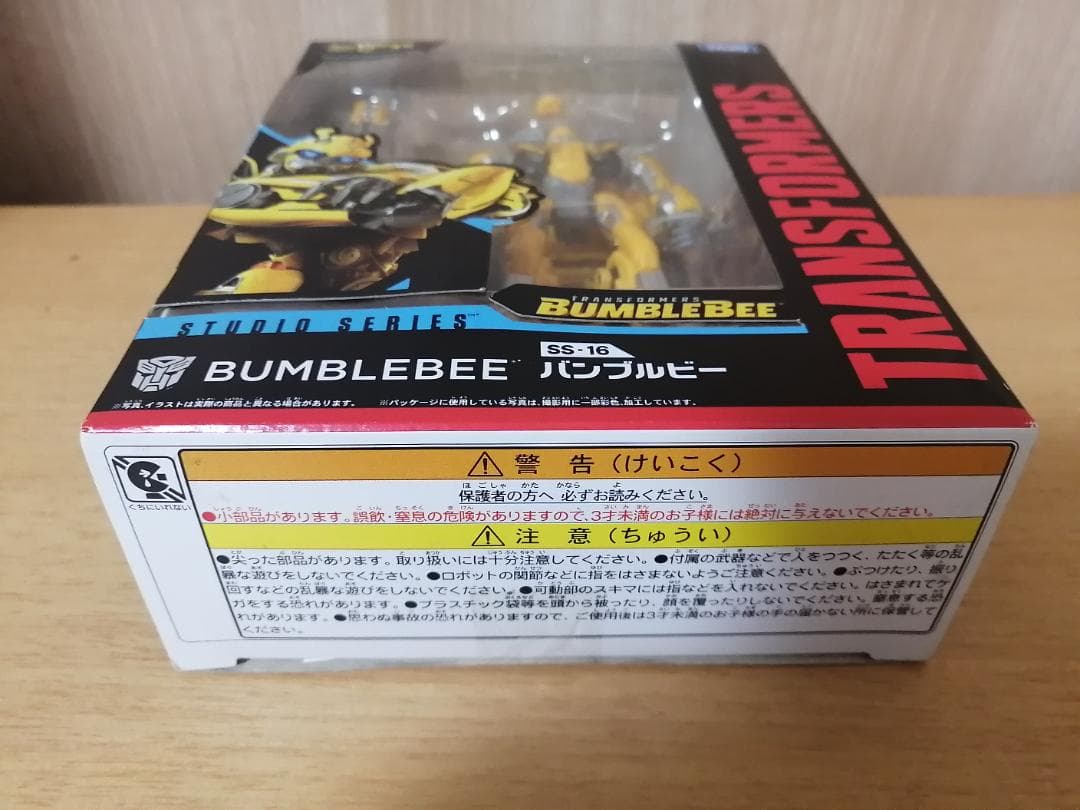 TRANSFORMERS
TRANSFORMERS
BUMBLEBEE
STUDIO SERIES™
SS-16
BUMBLEBEE バンブルビー
※写真、イラストは実際の商品と異なる場合があります。 ※パッケージに使用している写真は、撮影用に一部彩色、加工しています。
くちにいれない
⚠ 警告(けいこく)
保護者の方へ 必ずお読みください。
●小部品があります。誤飲・窒息の危険がありますので、3才未満のお子様には絶対に与えないでください。
⚠ 注意(ちゅうい)
●尖った部品があります。取り扱いには十分注意してください。●付属の武器などで人をつつく、たたく等の乱
暴な遊びをしないでください。●ロボットの関節などに指をはさまないようご注意ください。●ぶつけたり、振り
回すなどの乱暴な遊びをしないでください。●可動部のスキマには指などを入れないでください。はさまれてケ
ガをする恐れがあります。●プラスチック袋等を頭から被ったり、顔を覆ったりしないでください。窒息する恐
れがあります。●思わぬ事故の恐れがありますので、ご使用後は3才未満のお子様の手の届かない所に保管して
ください。